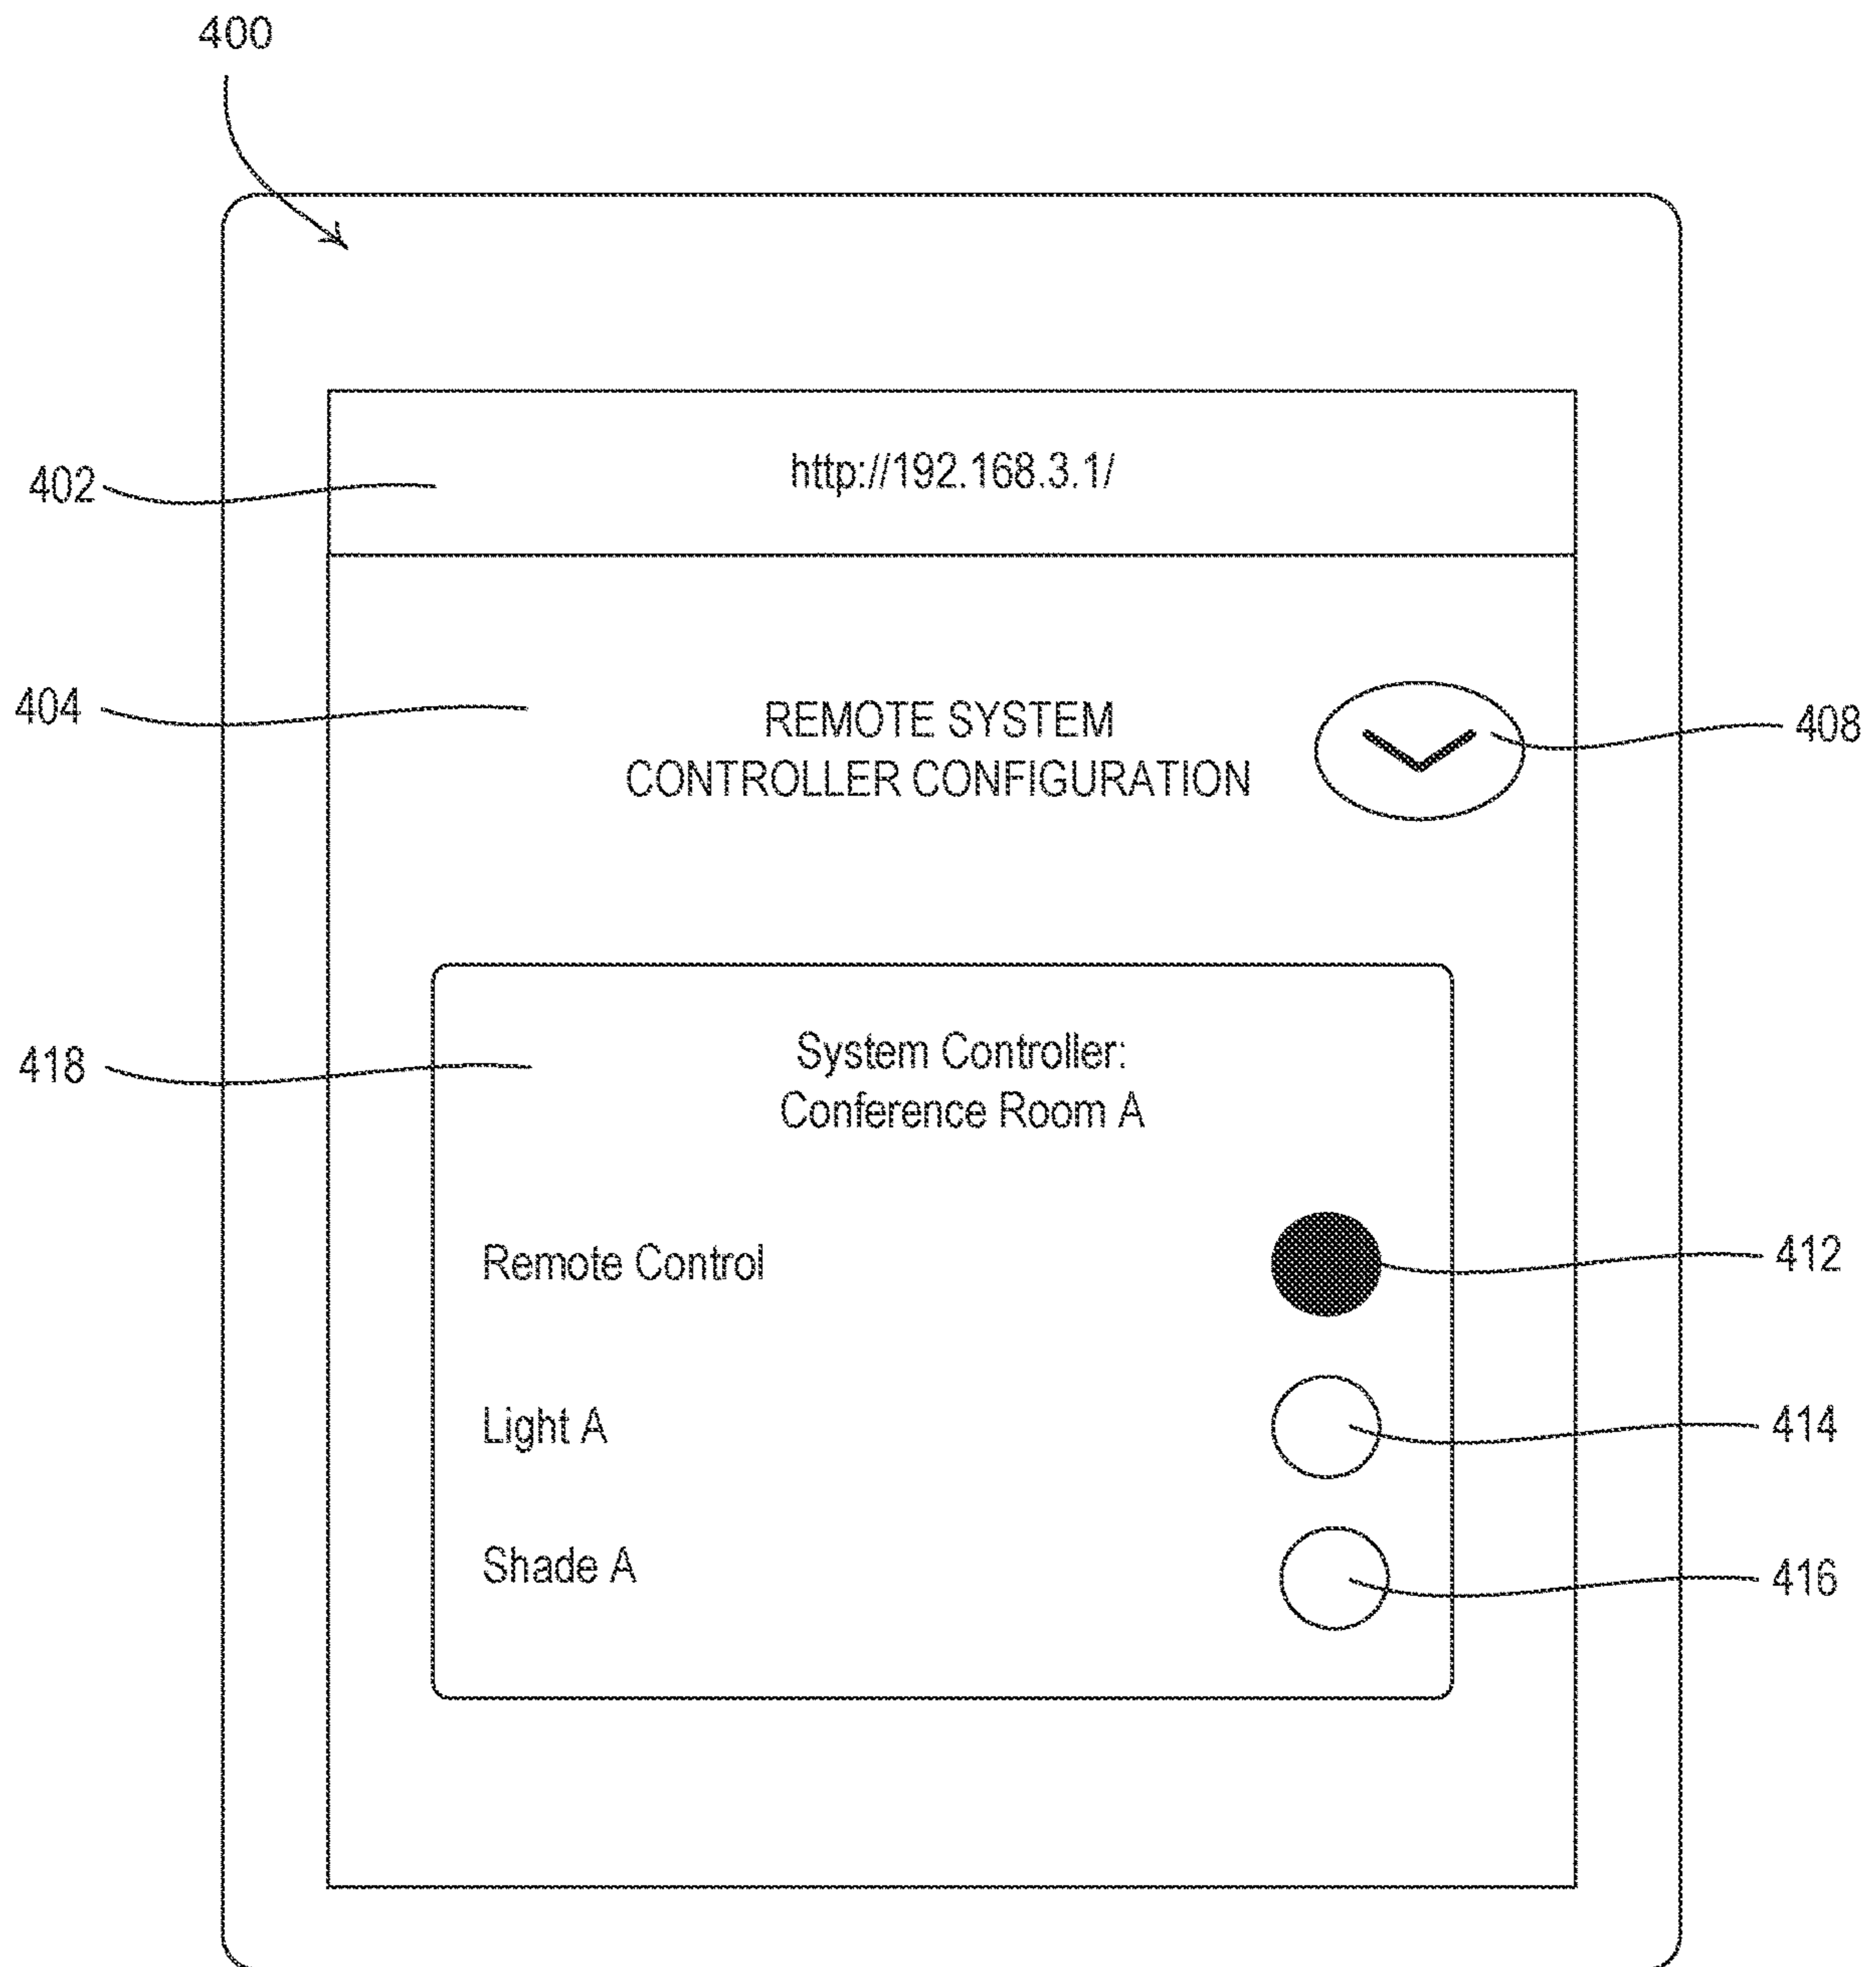 400
402
http://192.168.3.1/
404
REMOTE SYSTEM
CONTROLLER CONFIGURATION
408
418
System Controller:
Conference Room A
Remote Control
412
Light A
414
Shade A
416